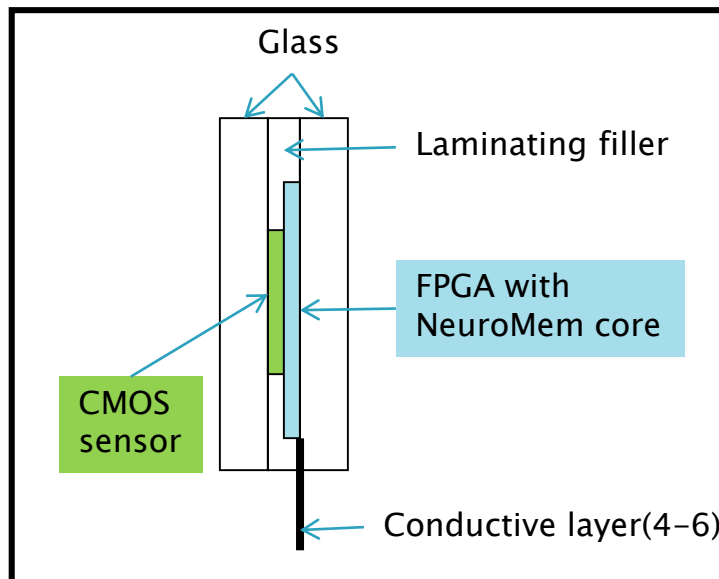 Glass
Laminating filler
FPGA with
NeuroMem core
CMOS
sensor
Conductive layer(4-6)